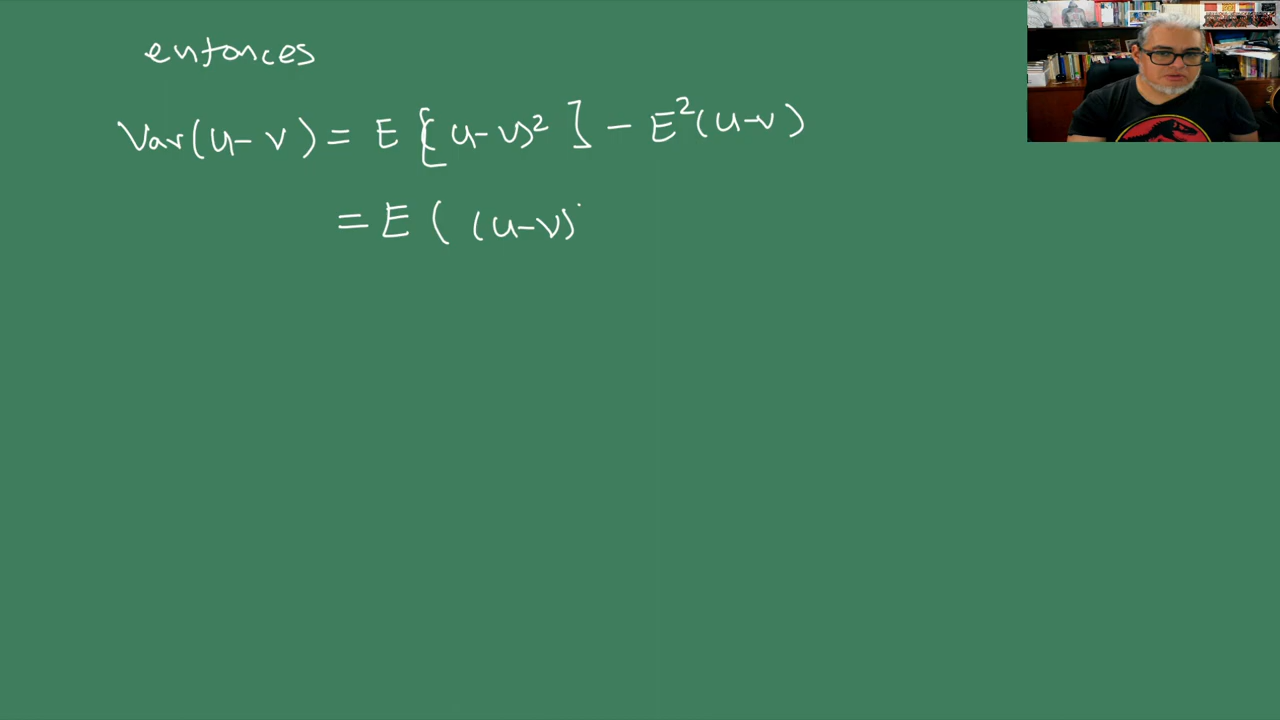 entonces
Var(u-v) = E[u-v)²] - E²(u-v)
= E((u-v)